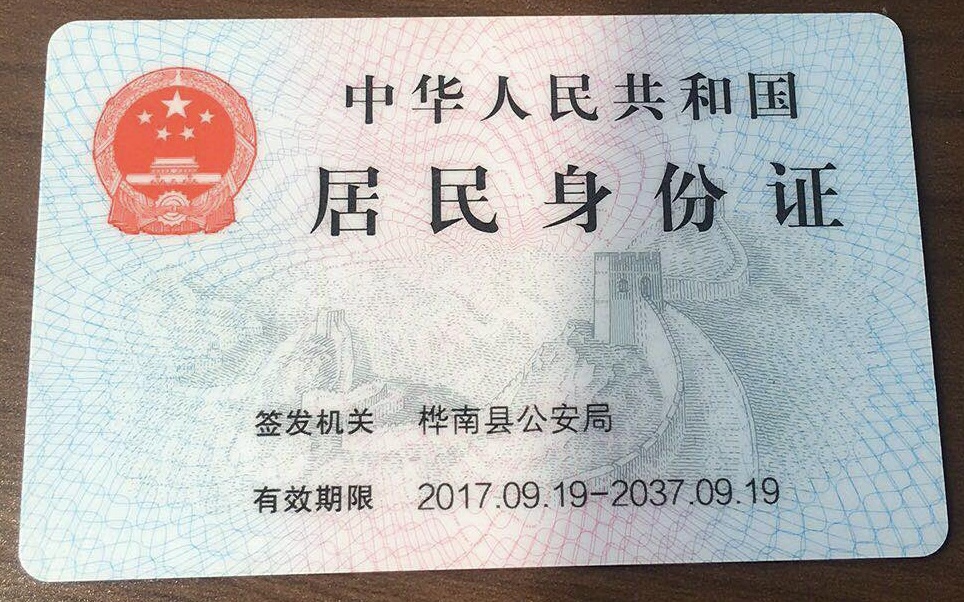 中华人民共和国
居民身份证
签发机关 桦南县公安局
有效期限 2017.09.19-2037.09.19